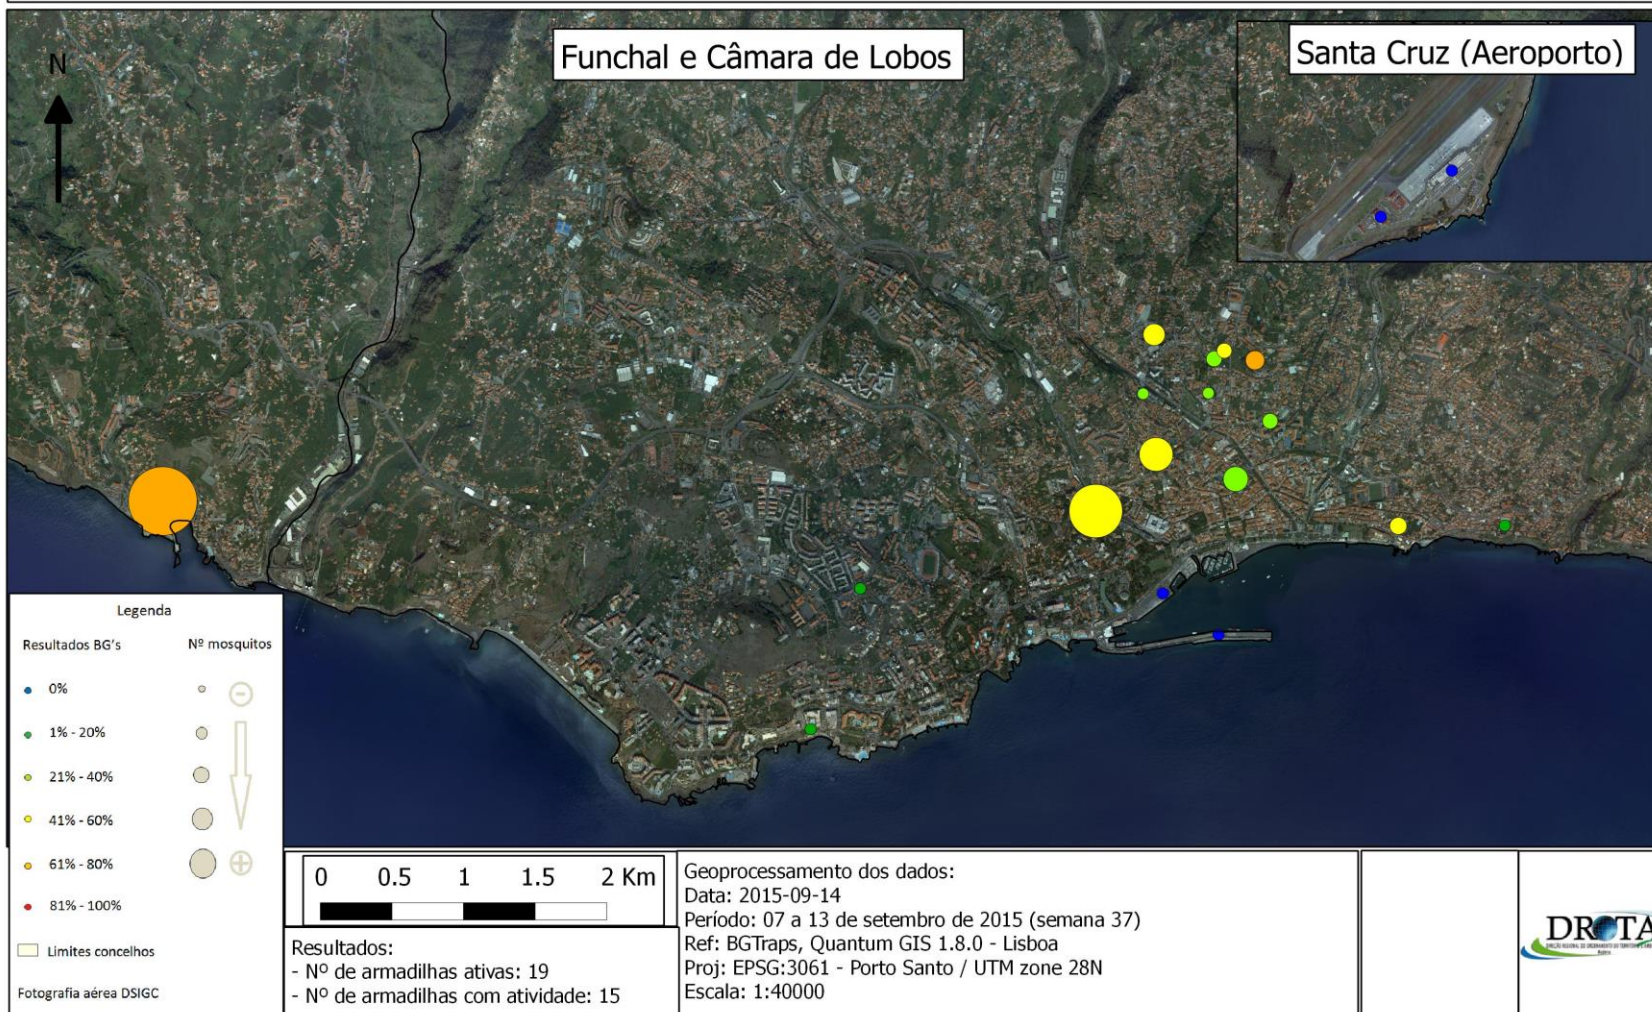 Funchal e Câmara de Lobos
Santa Cruz (Aeroporto)
N
Legenda
Resultados BG's
Nº mosquitos
0%
1% - 20%
21% - 40%
41% - 60%
61% - 80%
81% - 100%
Limites concelhos
Fotografia aérea DSIGC
0 0.5 1 1.5 2 Km
Resultados:
- Nº de armadilhas ativas: 19
- Nº de armadilhas com atividade: 15
Geoprocessamento dos dados:
Data: 2015-09-14
Período: 07 a 13 de setembro de 2015 (semana 37)
Ref: BGTraps, Quantum GIS 1.8.0 - Lisboa
Proj: EPSG:3061 - Porto Santo / UTM zone 28N
Escala: 1:40000
DROTA